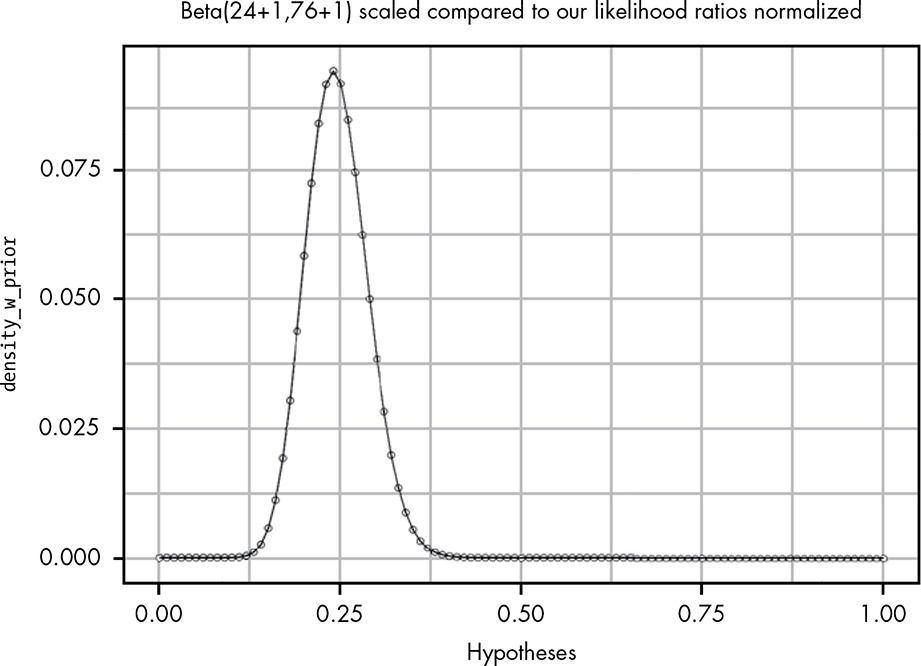 Beta(24+1,76+1) scaled compared to our likelihood ratios normalized
density_w_prior
0.075
0.050
0.025
0.000
0.00 0.25 0.50 0.75 1.00
Hypotheses